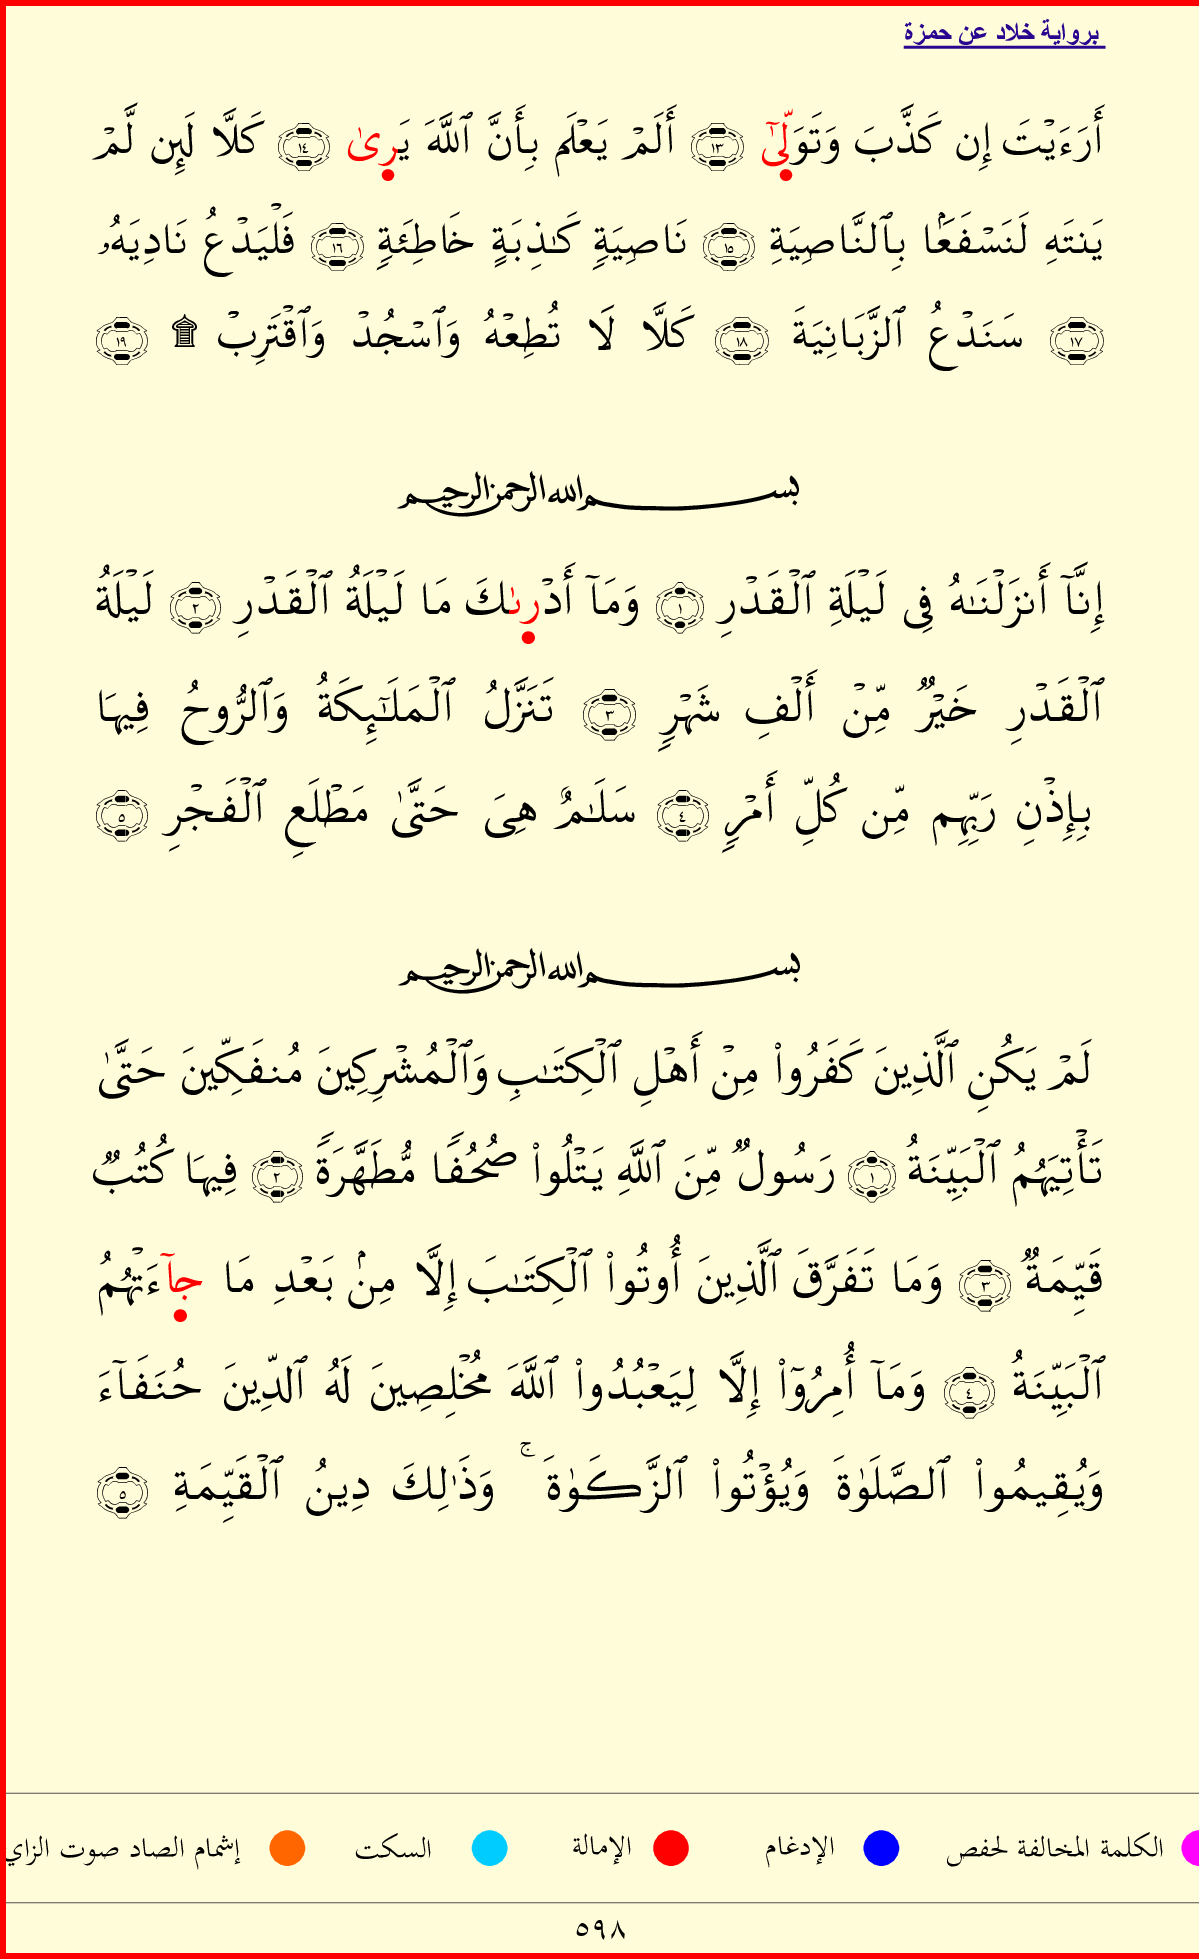 برواية خلاد عن حمزة
أَرَءَيْتَ إِن كَذَّبَ وَتَوَلِّىٰٓ ١٣ أَلَمْ يَعْلَم بِأَنَّ ٱللَّهَ يَرِىٰ ١٤ كَلَّا لَئِن لَّمْ
يَنتَهِ لَنَسْفَعَۢا بِٱلنَّاصِيَةِ ١٥ نَاصِيَةٍ كَٰذِبَةٍ خَاطِئَةٍ ١٦ فَلْيَدْعُ نَادِيَهُۥ
١٧ سَنَدْعُ ٱلزَّبَانِيَةَ ١٨ كَلَّا لَا تُطِعْهُ وَٱسْجُدْ وَٱقْتَرِبْ ۩ ١٩
بسم الله الرحمن الرحيم
إِنَّآ أَنزَلْنَٰهُ فِى لَيْلَةِ ٱلْقَدْرِ ١ وَمَآ أَدْرِىٰكَ مَا لَيْلَةُ ٱلْقَدْرِ ٢ لَيْلَةُ
ٱلْقَدْرِ خَيْرٌ مِّنْ أَلْفِ شَهْرٍ ٣ تَنَزَّلُ ٱلْمَلَٰٓئِكَةُ وَٱلرُّوحُ فِيهَا
بِإِذْنِ رَبِّهِم مِّن كُلِّ أَمْرٍ ٤ سَلَٰمٌ هِىَ حَتَّىٰ مَطْلَعِ ٱلْفَجْرِ ٥
بسم الله الرحمن الرحيم
لَمْ يَكُنِ ٱلَّذِينَ كَفَرُوا۟ مِنْ أَهْلِ ٱلْكِتَٰبِ وَٱلْمُشْرِكِينَ مُنفَكِّينَ حَتَّىٰ
تَأْتِيَهُمُ ٱلْبَيِّنَةُ ١ رَسُولٌ مِّنَ ٱللَّهِ يَتْلُوا۟ صُحُفًا مُّطَهَّرَةً ٢ فِيهَا كُتُبٌ
قَيِّمَةٌ ٣ وَمَا تَفَرَّقَ ٱلَّذِينَ أُوتُوا۟ ٱلْكِتَٰبَ إِلَّا مِنۢ بَعْدِ مَا جِآءَتْهُمُ
ٱلْبَيِّنَةُ ٤ وَمَآ أُمِرُوٓا۟ إِلَّا لِيَعْبُدُوا۟ ٱللَّهَ مُخْلِصِينَ لَهُ ٱلدِّينَ حُنَفَآءَ
وَيُقِيمُوا۟ ٱلصَّلَوٰةَ وَيُؤْتُوا۟ ٱلزَّكَوٰةَ ۚ وَذَٰلِكَ دِينُ ٱلْقَيِّمَةِ ٥
الكلمة المخالفة لحفص الإدغام الإمالة السكت إشمام الصاد صوت الزاي
٥٩٨